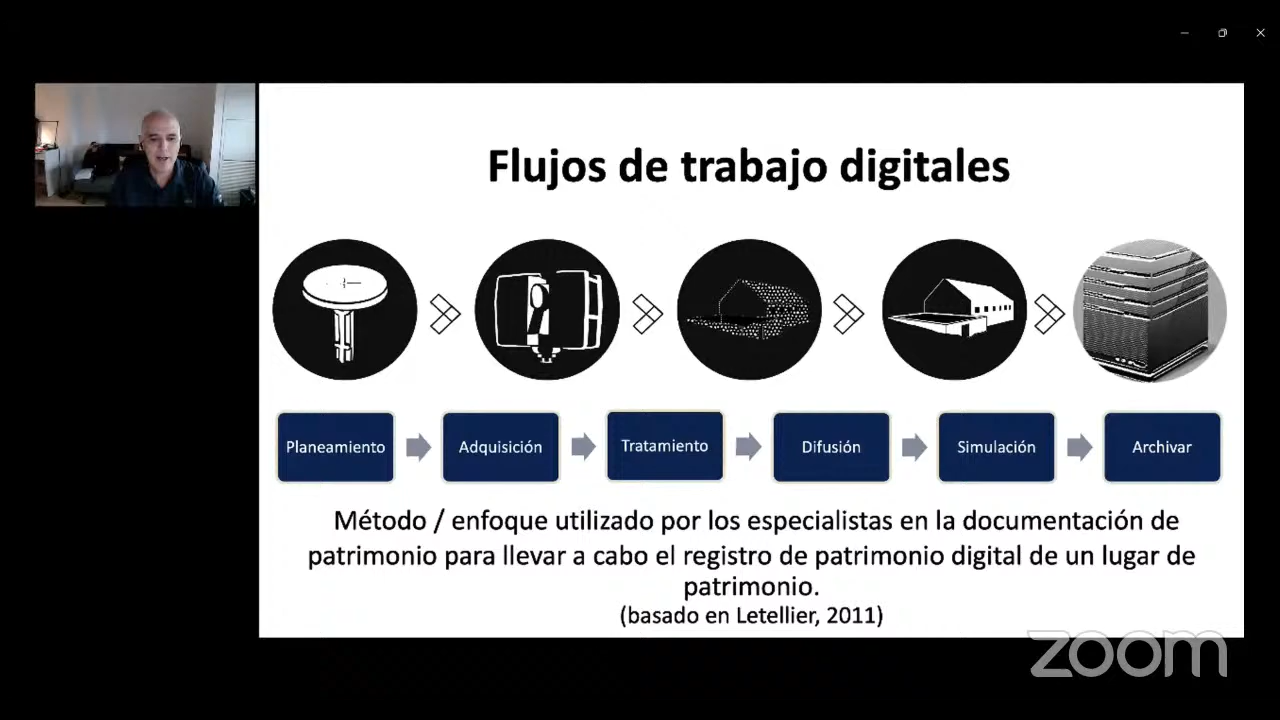 Flujos de trabajo digitales
Planeamiento
Adquisición
Tratamiento
Difusión
Simulación
Archivar
Método / enfoque utilizado por los especialistas en la documentación de
patrimonio para llevar a cabo el registro de patrimonio digital de un lugar de
patrimonio.
(basado en Letellier, 2011)
zoom